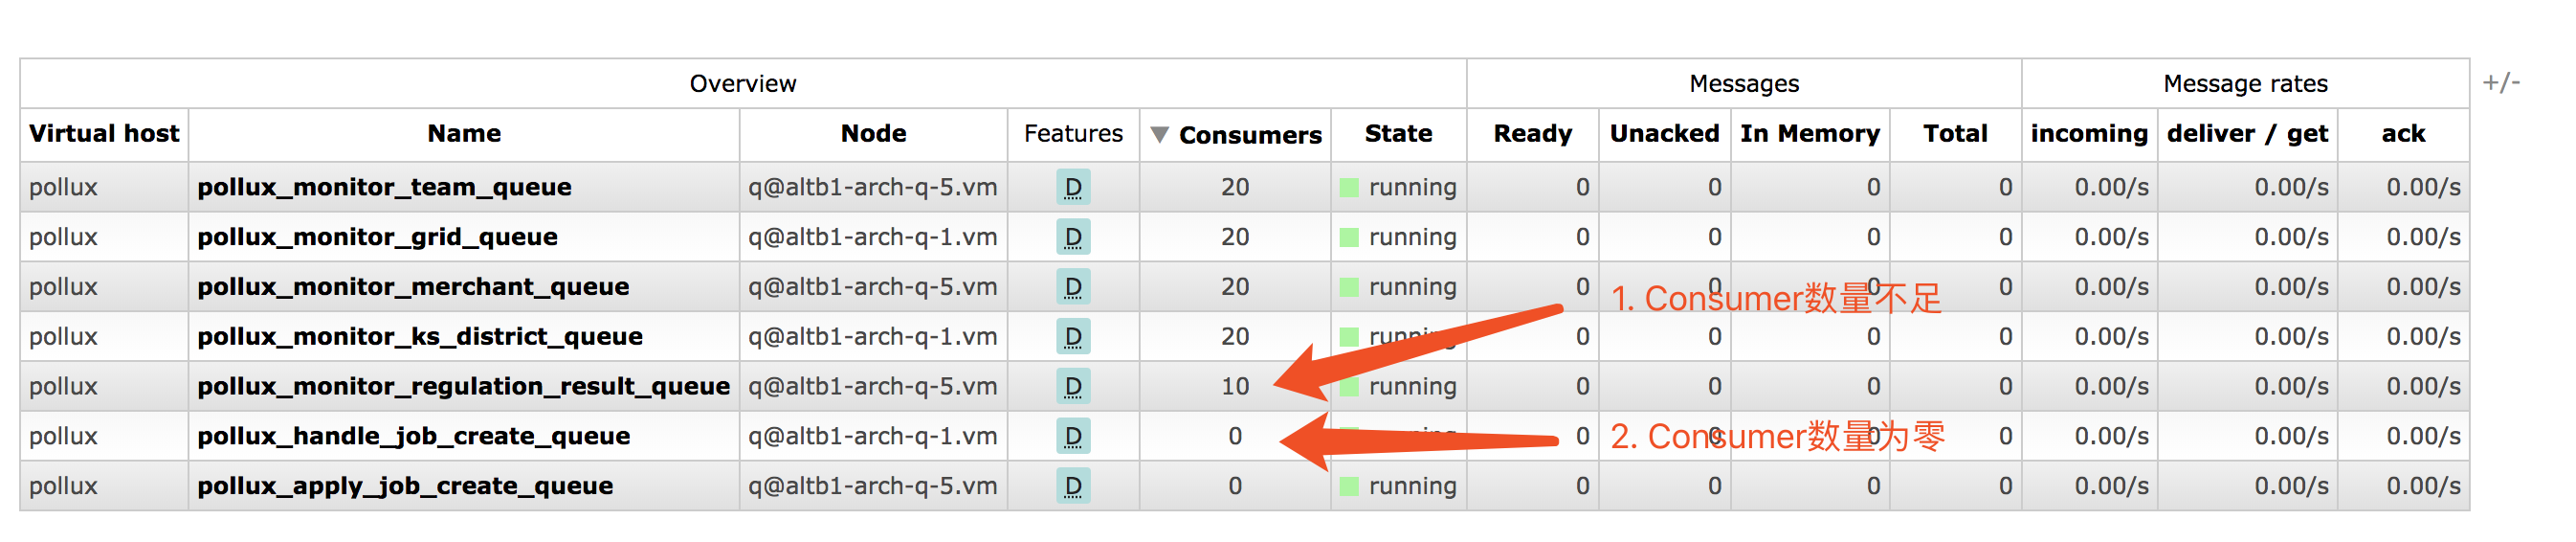 Overview Messages Message rates +/-
Virtual host Name Node Features ▼ Consumers State Ready Unacked In Memory Total incoming deliver / get ack
pollux pollux_monitor_team_queue q@altb1-arch-q-5.vm D 20 running 0 0 0 0 0.00/s 0.00/s 0.00/s
pollux pollux_monitor_grid_queue q@altb1-arch-q-1.vm D 20 running 0 0 0 0 0.00/s 0.00/s 0.00/s
pollux pollux_monitor_merchant_queue q@altb1-arch-q-5.vm D 20 running 0 0 0 0 0.00/s 0.00/s 0.00/s
1. Consumer数量不足
pollux pollux_monitor_ks_district_queue q@altb1-arch-q-1.vm D 20 running 0 0 0 0 0.00/s 0.00/s 0.00/s
pollux pollux_monitor_regulation_result_queue q@altb1-arch-q-5.vm D 10 running 0 0 0 0 0.00/s 0.00/s 0.00/s
pollux pollux_handle_job_create_queue q@altb1-arch-q-1.vm D 0 running 0 0 0 0 0.00/s 0.00/s 0.00/s
2. Consumer数量为零
pollux pollux_apply_job_create_queue q@altb1-arch-q-5.vm D 0 running 0 0 0 0 0.00/s 0.00/s 0.00/s